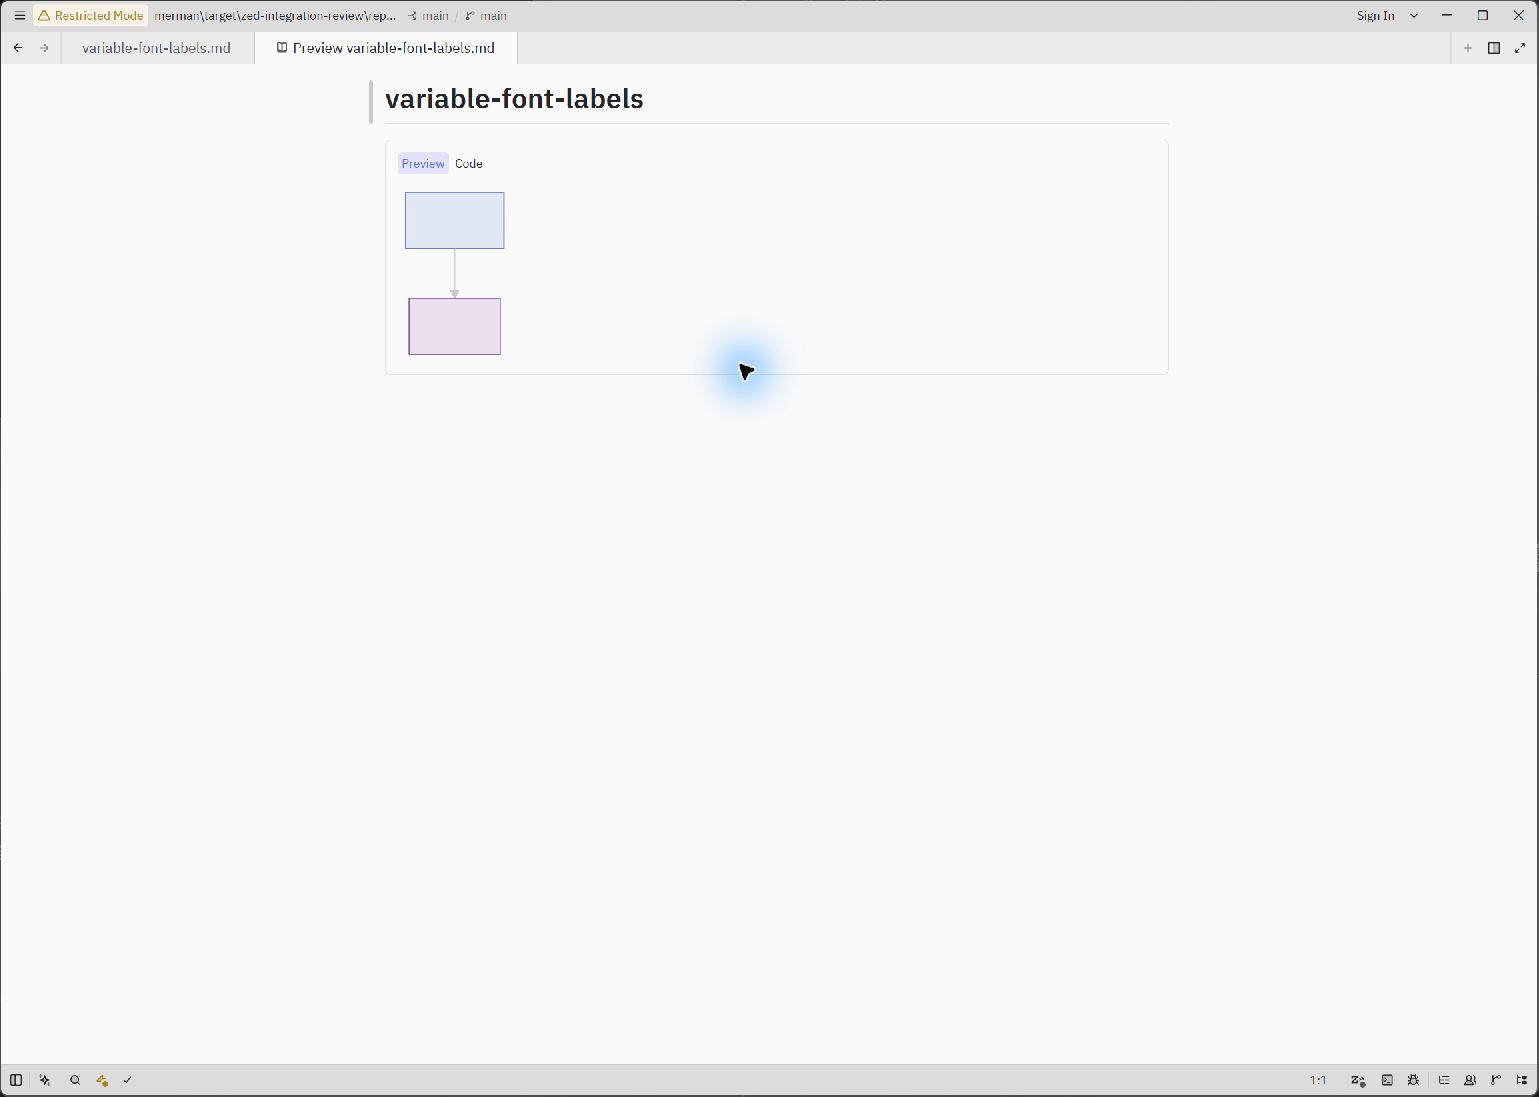 Restricted Mode merman\target\zed-integration-review\rep... main / main Sign In
variable-font-labels.md Preview variable-font-labels.md
variable-font-labels
Preview Code
1:1